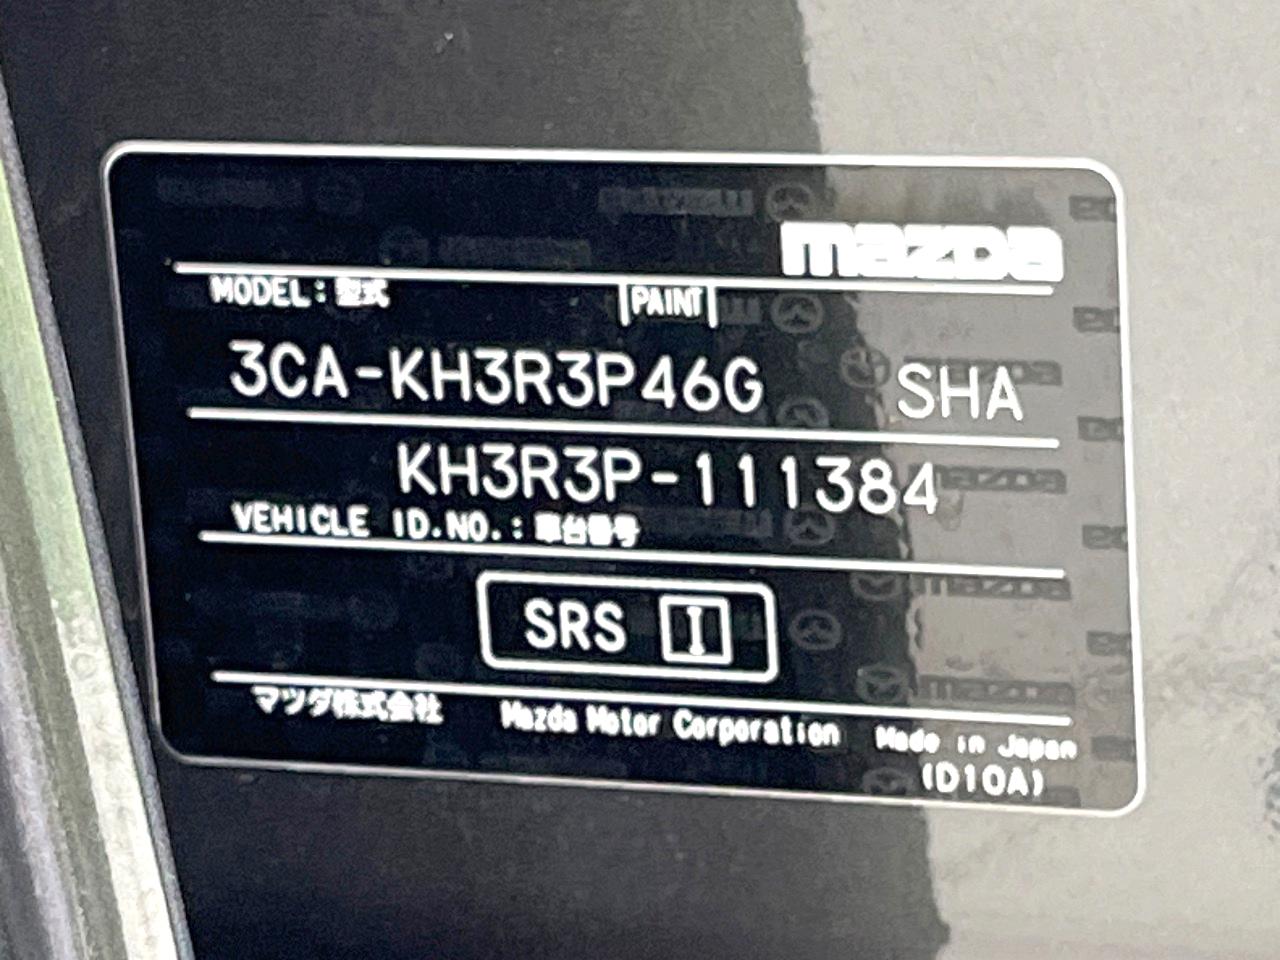 mazda
MODEL: 型式 PAINT
3CA-KH3R3P46G SHA
KH3R3P-111384
VEHICLE ID.NO.: 車台番号
SRS I
マツダ株式会社 Mazda Motor Corporation Made in Japan
(D10A)